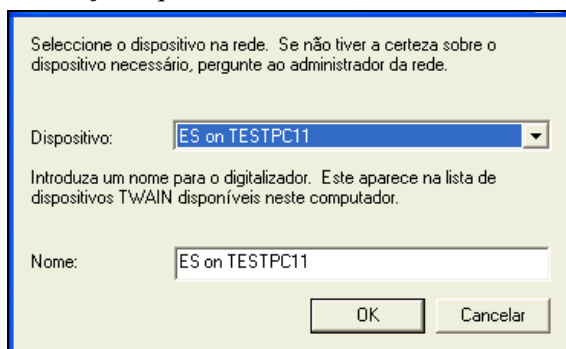 Seleccione o dispositivo na rede. Se não tiver a certeza sobre o
dispositivo necessário, pergunte ao administrador da rede.
Dispositivo: ES on TESTPC11
Introduza um nome para o digitalizador. Este aparece na lista de
dispositivos TWAIN disponíveis neste computador.
Nome: ES on TESTPC11
OK Cancelar